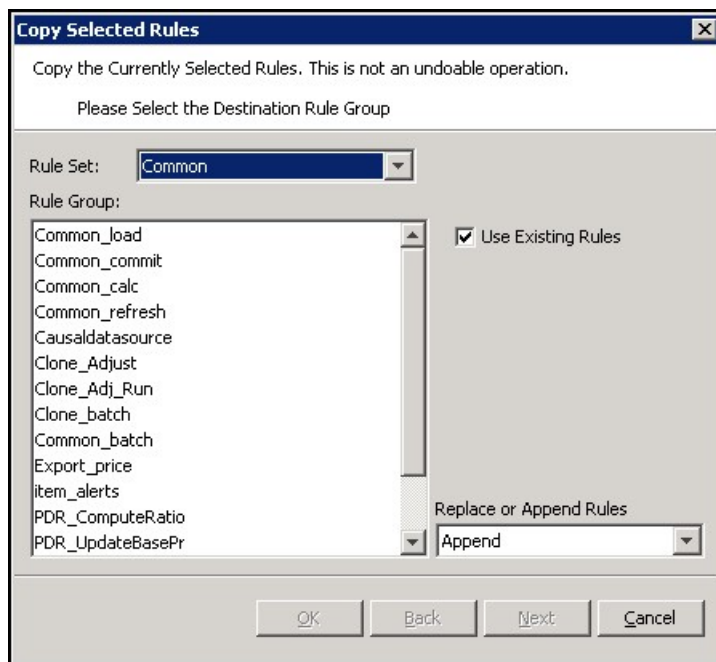 Copy Selected Rules
Copy the Currently Selected Rules. This is not an undoable operation.
Please Select the Destination Rule Group
Rule Set: Common
Rule Group:
Common_load
Common_commit
Common_calc
Common_refresh
Causaldatasource
Clone_Adjust
Clone_Adj_Run
Clone_batch
Common_batch
Export_price
item_alerts
PDR_ComputeRatio
PDR_UpdateBasePr
Use Existing Rules
Replace or Append Rules
Append
OK Back Next Cancel